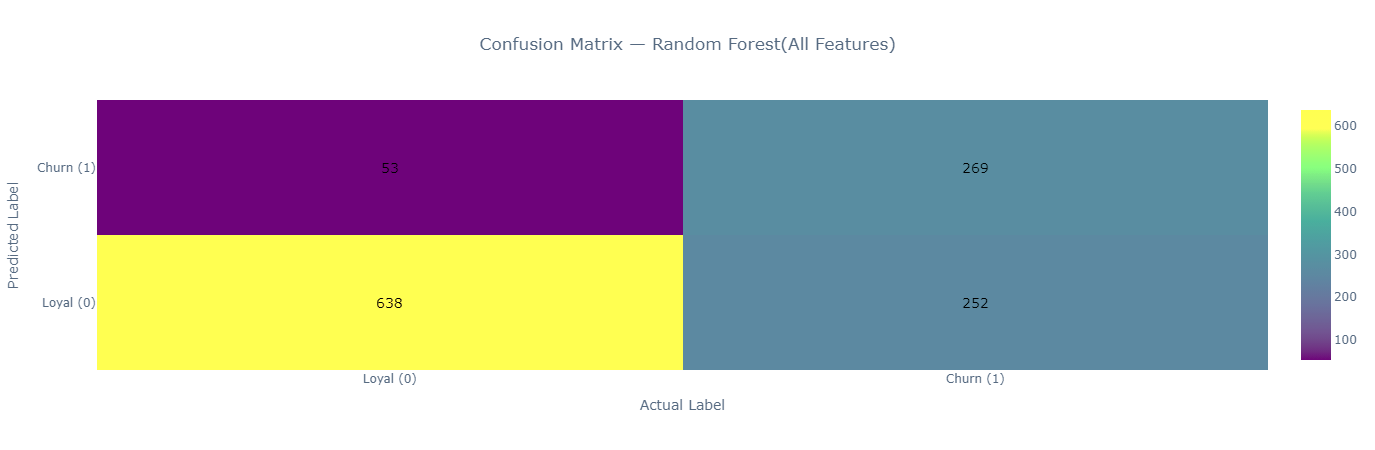 Confusion Matrix — Random Forest(All Features)
Predicted Label
Churn (1)
53
269
Loyal (0)
638
252
Loyal (0)
Churn (1)
Actual Label
600
500
400
300
200
100